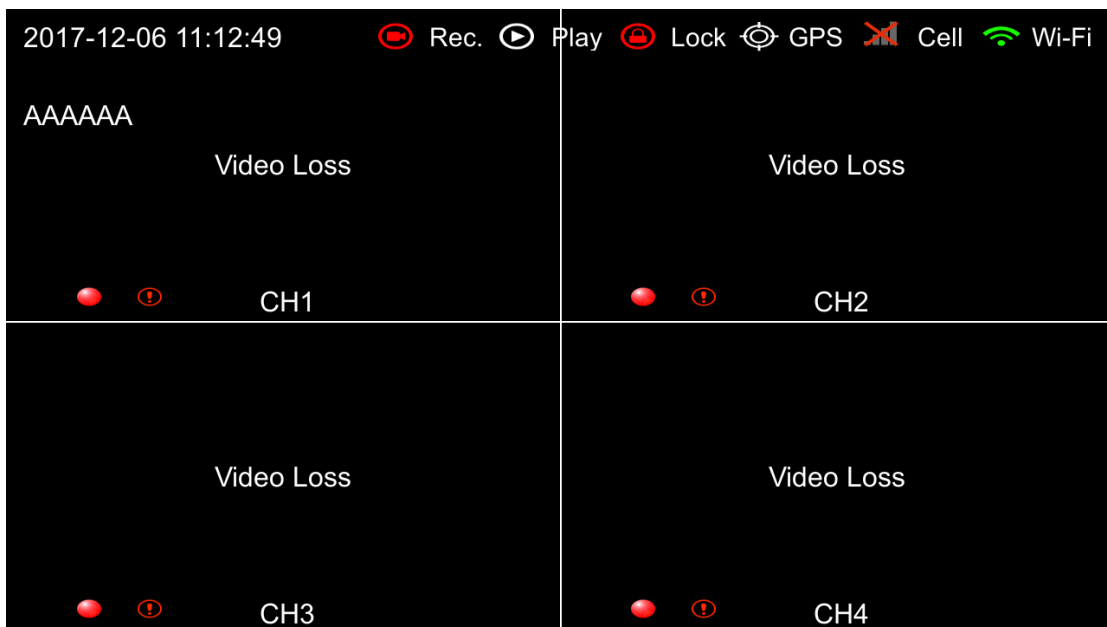 2017-12-06 11:12:49 Rec. Play Lock GPS Cell Wi-Fi
AAAAAA
Video Loss Video Loss
CH1 CH2
Video Loss Video Loss
CH3 CH4